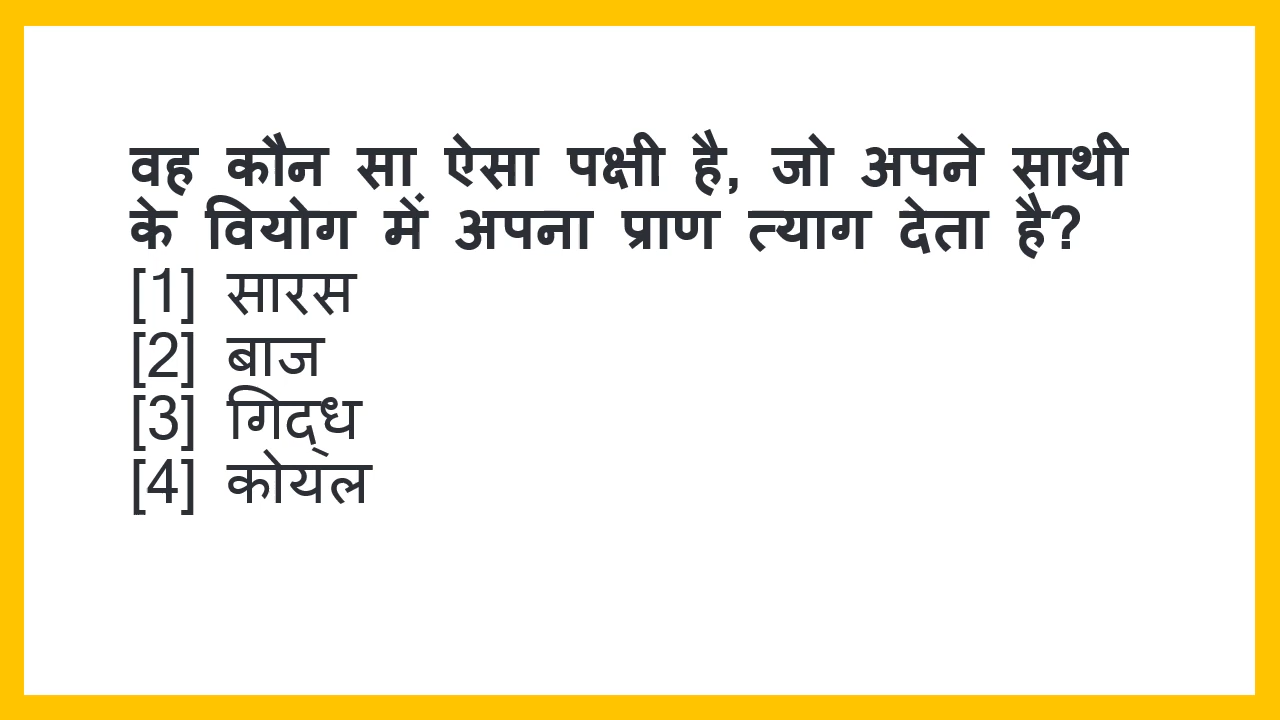 वह कौन सा ऐसा पक्षी है, जो अपने साथी
के वियोग में अपना प्राण त्याग देता है?
[1] सारस
[2] बाज
[3] गिद्ध
[4] कोयल